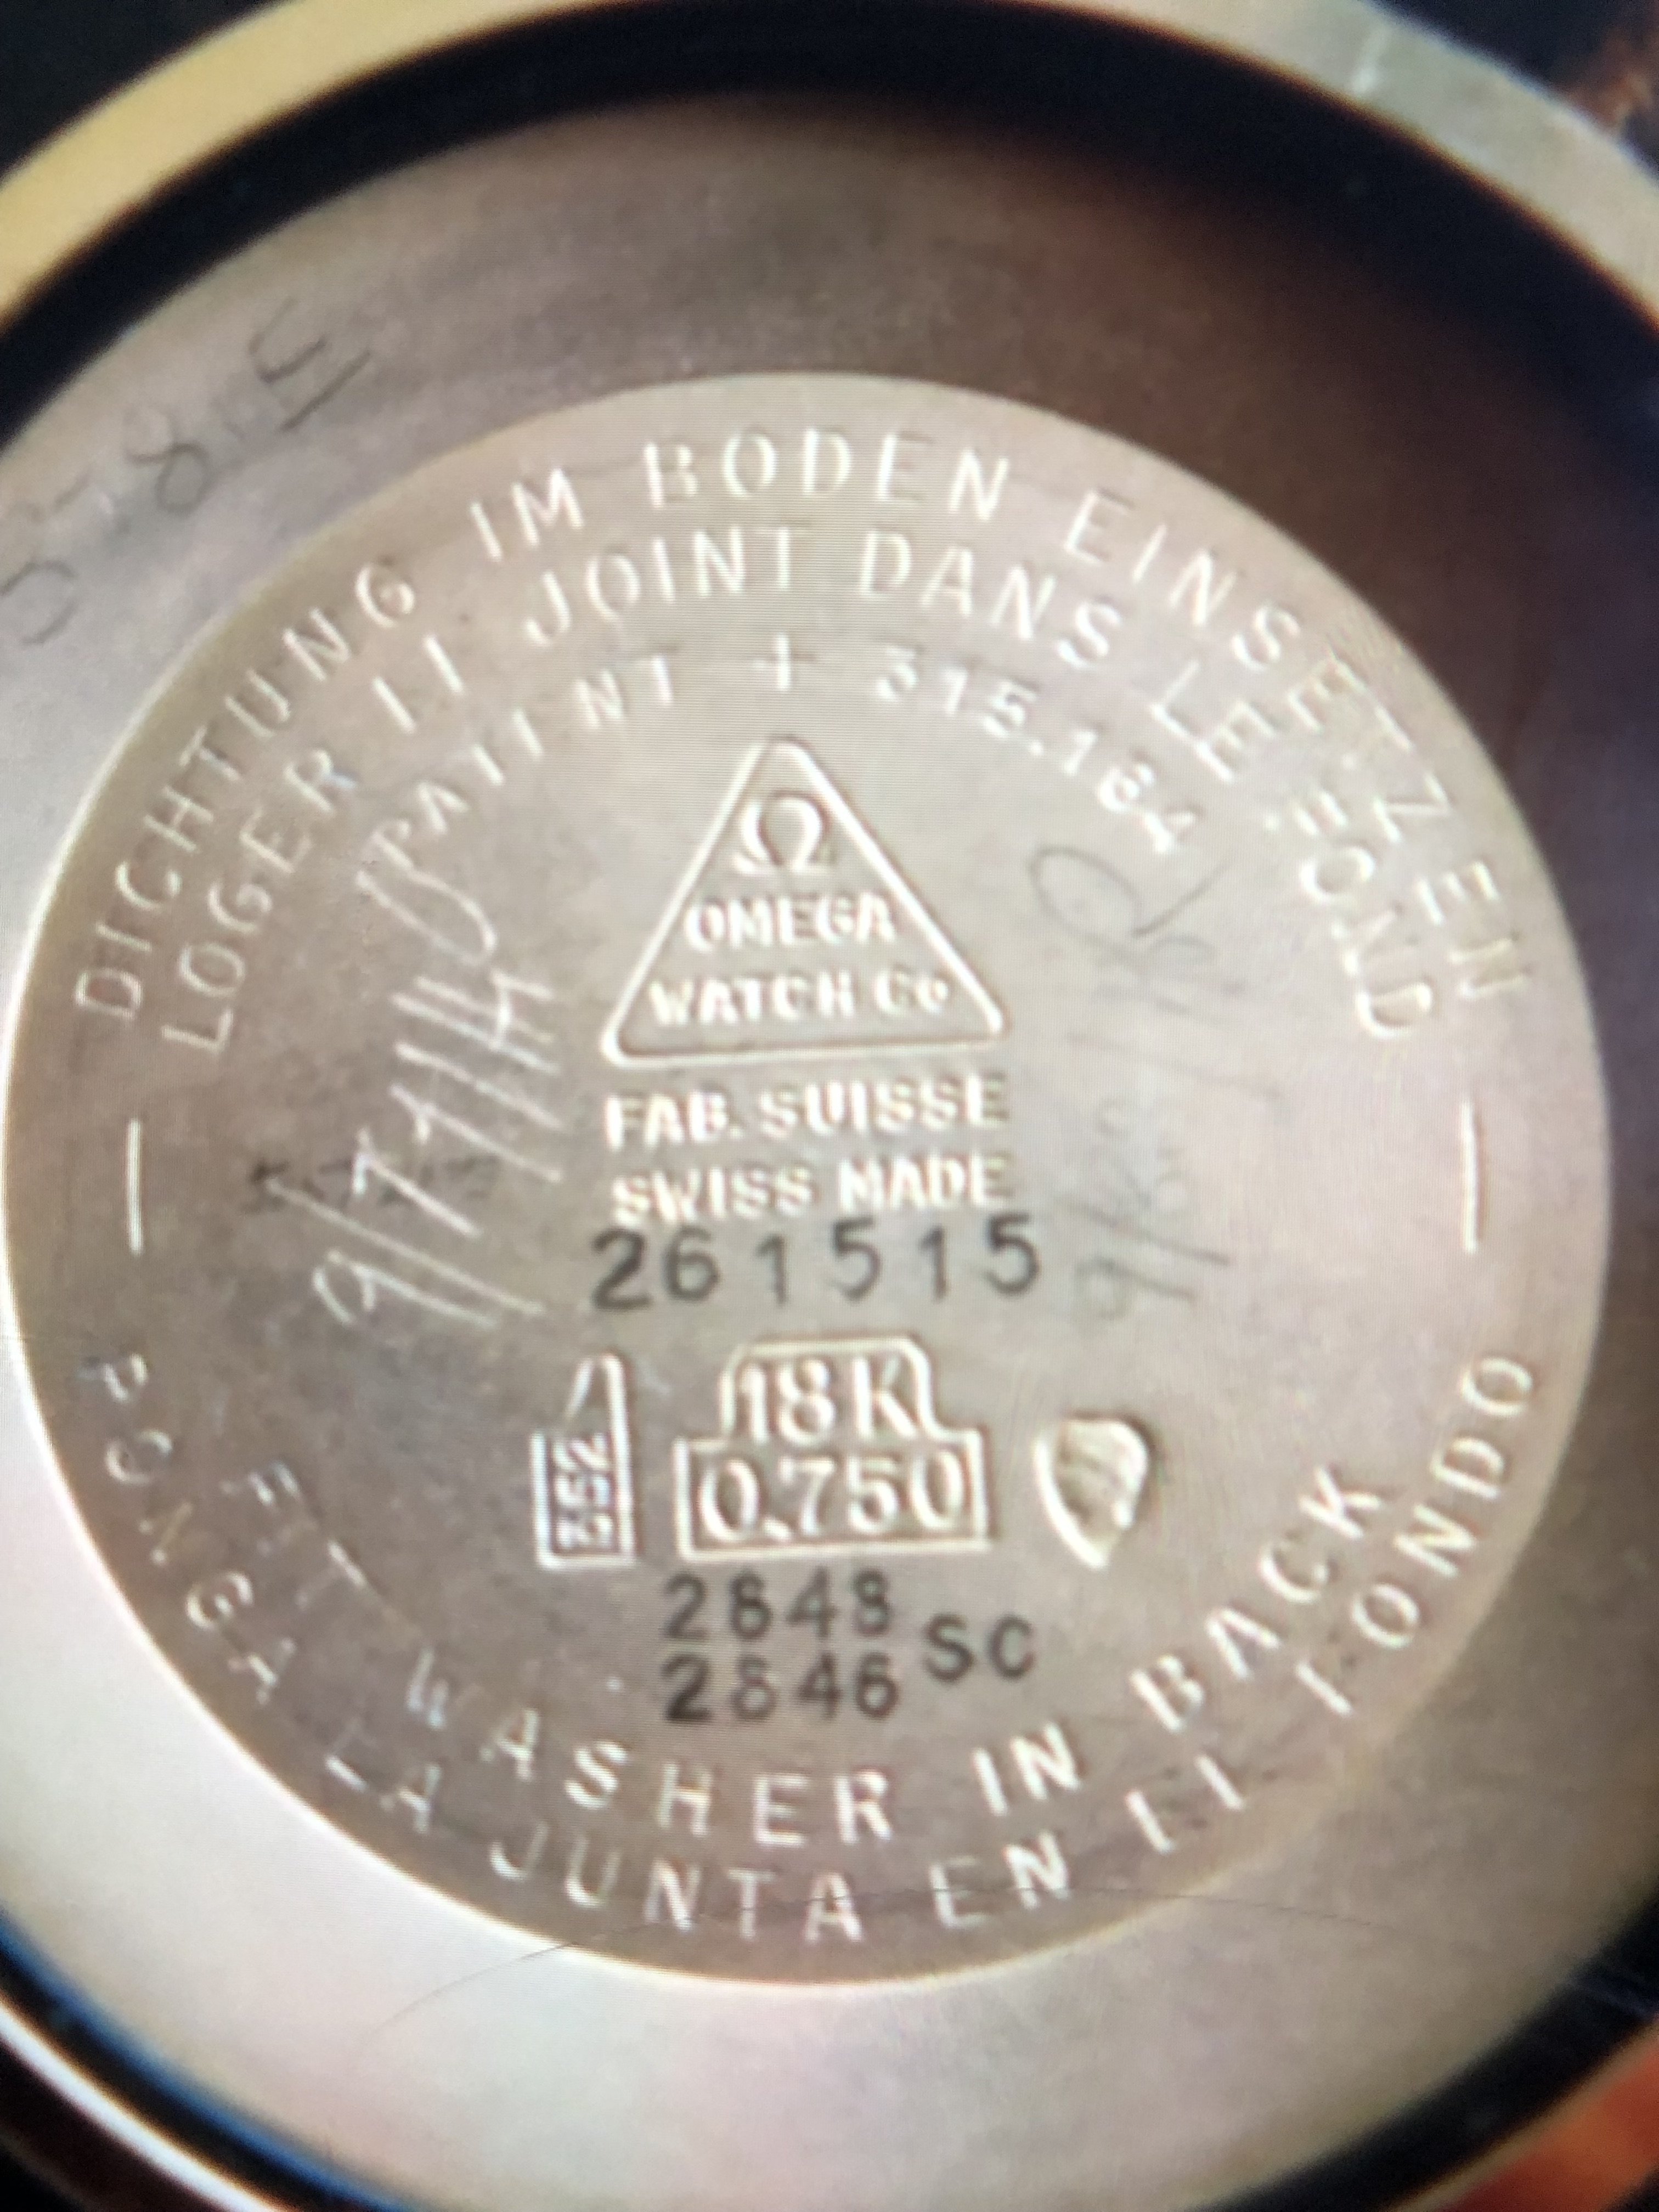 DICHTUNG IM BODEN EINSETZEN
LOGER LE JOINT DANS LE FOND
PATENT + 315.164
Ω
OMEGA
WATCH Co
FAB. SUISSE
SWISS MADE
261515
18K
0,750
2848 SC
2846
FIT WASHER IN BACK
PONGA LA JUNTA EN EL FONDO